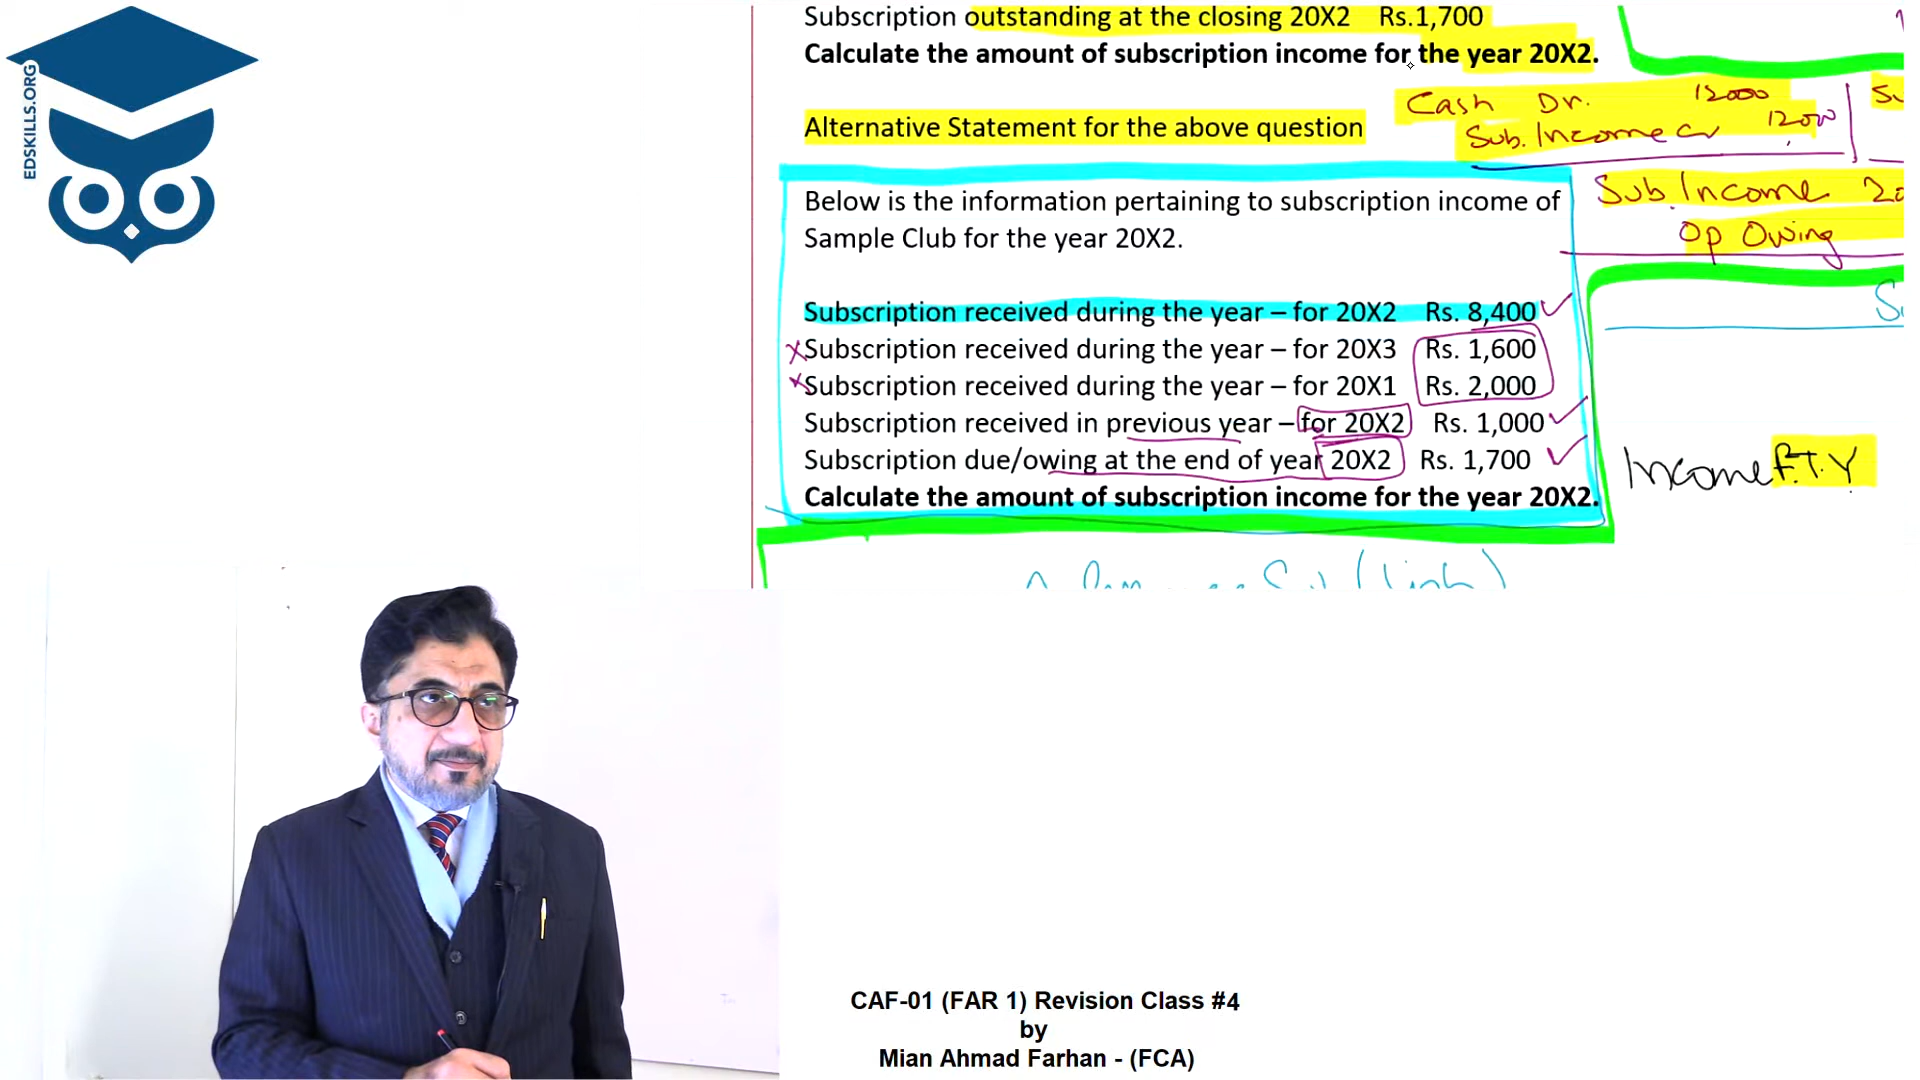 EDSKILLS.ORG
Subscription outstanding at the closing 20X2 Rs.1,700
Calculate the amount of subscription income for the year 20X2.
Cash Dr. 12000
Sub. Income Cr 12000
Alternative Statement for the above question
Sub. Income 20
Op Owing
Below is the information pertaining to subscription income of
Sample Club for the year 20X2.
Subscription received during the year – for 20X2 Rs. 8,400
Subscription received during the year – for 20X3 Rs. 1,600
Subscription received during the year – for 20X1 Rs. 2,000
Subscription received in previous year – for 20X2 Rs. 1,000
Subscription due/owing at the end of year 20X2 Rs. 1,700
Calculate the amount of subscription income for the year 20X2.
Income F.T.Y
CAF-01 (FAR 1) Revision Class #4
by
Mian Ahmad Farhan - (FCA)